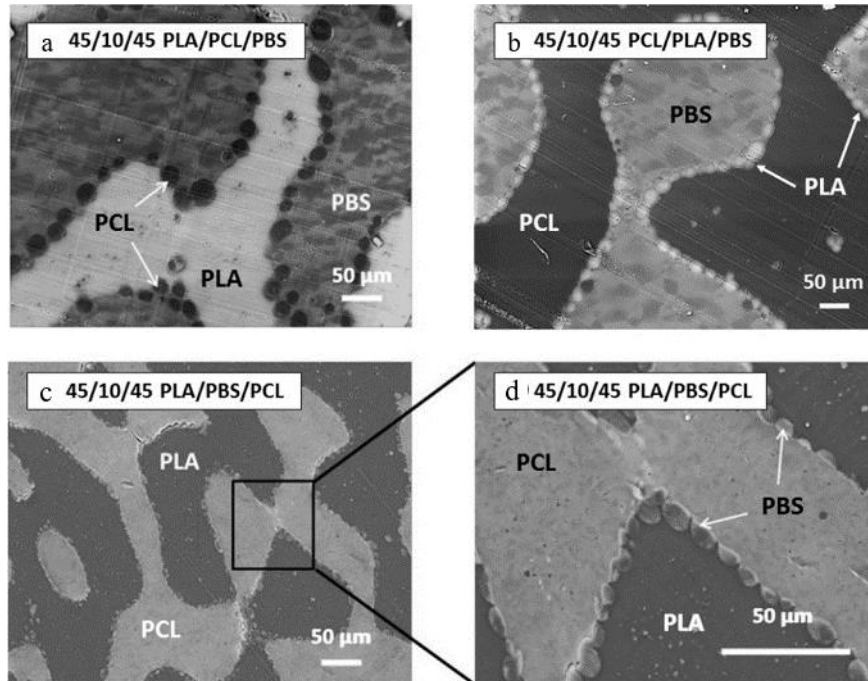 a 45/10/45 PLA/PCL/PBS
PCL
PBS
PLA
50 µm
b 45/10/45 PCL/PLA/PBS
PBS
PLA
PCL
50 µm
c 45/10/45 PLA/PBS/PCL
PLA
PCL
50 µm
d 45/10/45 PLA/PBS/PCL
PCL
PBS
PLA
50 µm